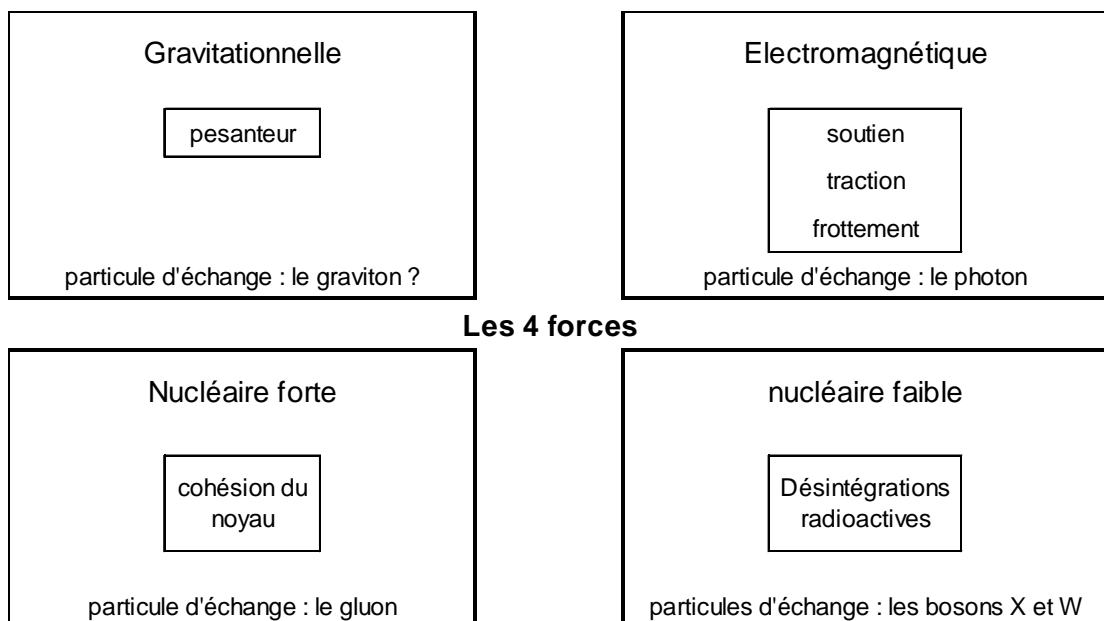 Gravitationnelle
pesanteur
particule d'échange : le graviton ?
Electromagnétique
soutien
traction
frottement
particule d'échange : le photon
Les 4 forces
Nucléaire forte
cohésion du
noyau
particule d'échange : le gluon
nucléaire faible
Désintégrations
radioactives
particules d'échange : les bosons X et W